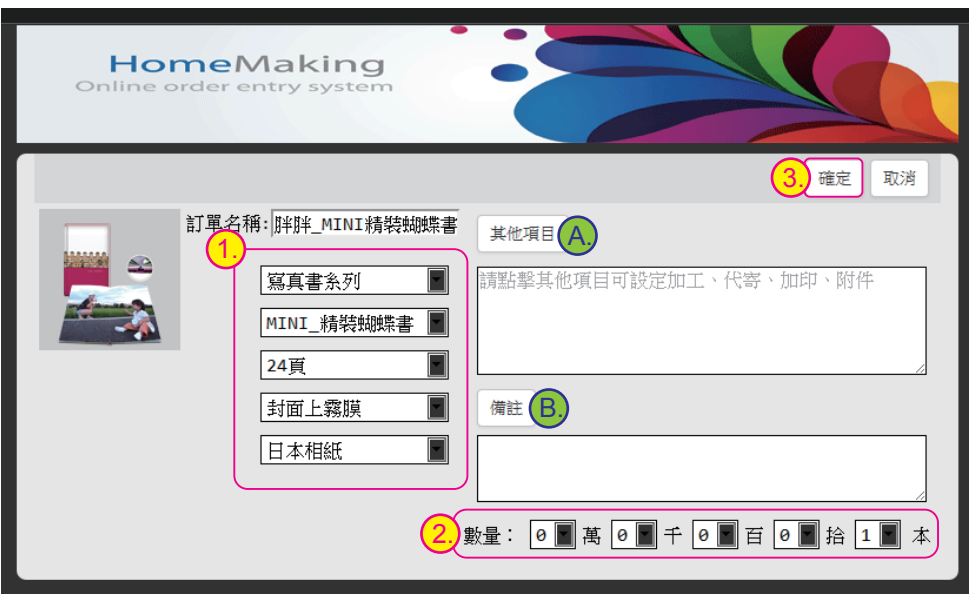 HomeMaking
Online order entry system
3. 確定 取消
訂單名稱: 胖胖_MINI精裝蝴蝶書
其他項目 A.
1.
寫真書系列
MINI_精裝蝴蝶書
24頁
封面上霧膜
日本相紙
請點擊其他項目可設定加工、代寄、加印、附件
備註 B.
2. 數量： 0 萬 0 千 0 百 0 拾 1 本